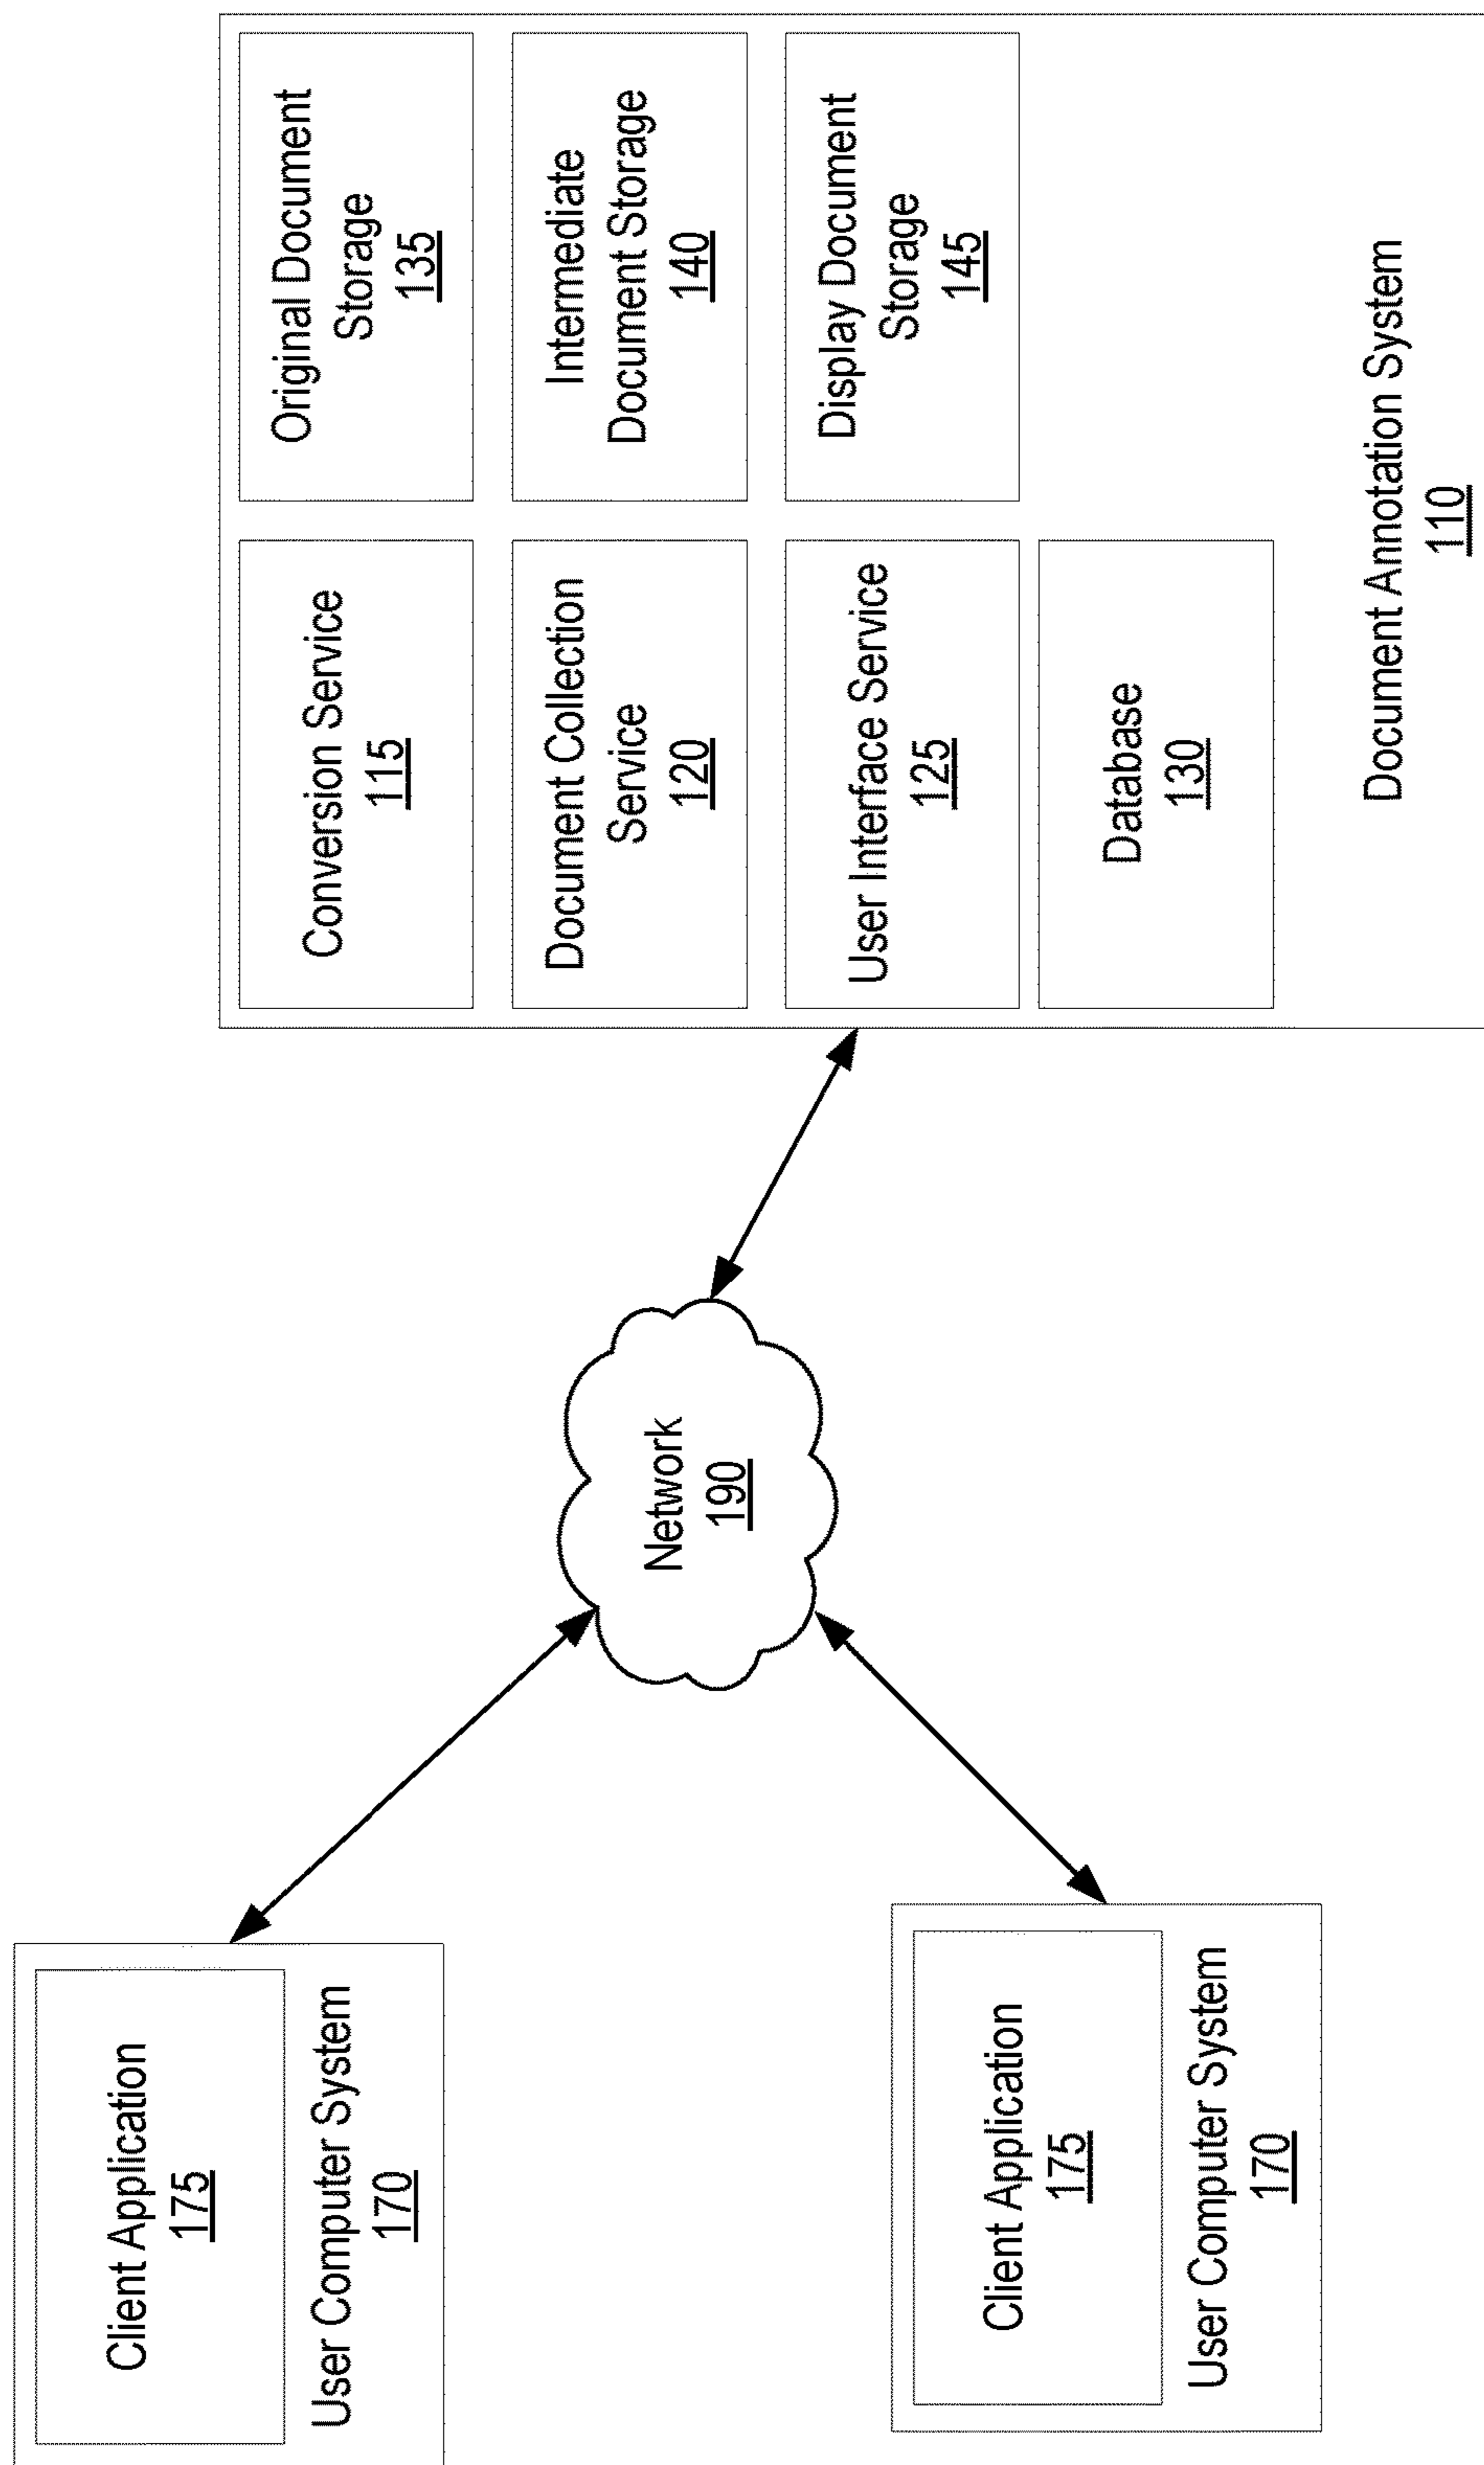 Client Application
175
User Computer System
170
Client Application
175
User Computer System
170
Network
190
Conversion Service
115
Document Collection
Service
120
User Interface Service
125
Database
130
Original Document
Storage
135
Intermediate
Document Storage
140
Display Document
Storage
145
Document Annotation System
110